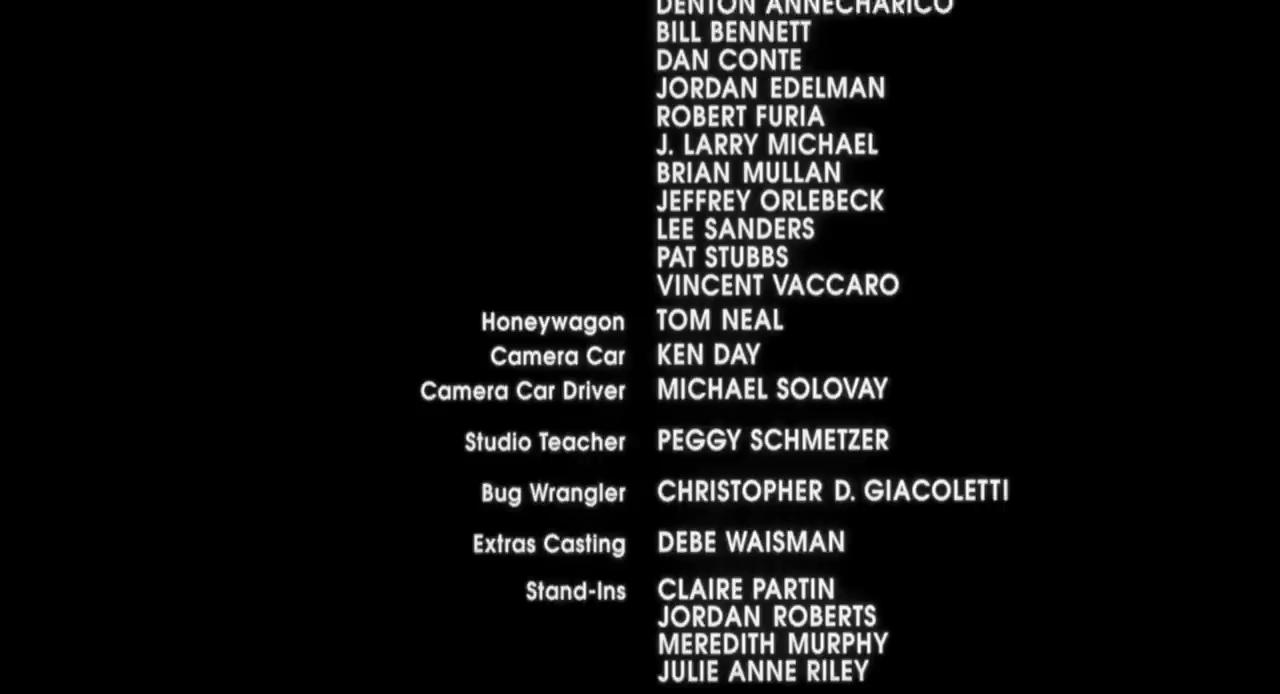 DENTON ANNECHARICO
BILL BENNETT
DAN CONTE
JORDAN EDELMAN
ROBERT FURIA
J. LARRY MICHAEL
BRIAN MULLAN
JEFFREY ORLEBECK
LEE SANDERS
PAT STUBBS
VINCENT VACCARO
Honeywagon TOM NEAL
Camera Car KEN DAY
Camera Car Driver MICHAEL SOLOVAY
Studio Teacher PEGGY SCHMETZER
Bug Wrangler CHRISTOPHER D. GIACOLETTI
Extras Casting DEBE WAISMAN
Stand-Ins CLAIRE PARTIN
JORDAN ROBERTS
MEREDITH MURPHY
JULIE ANNE RILEY